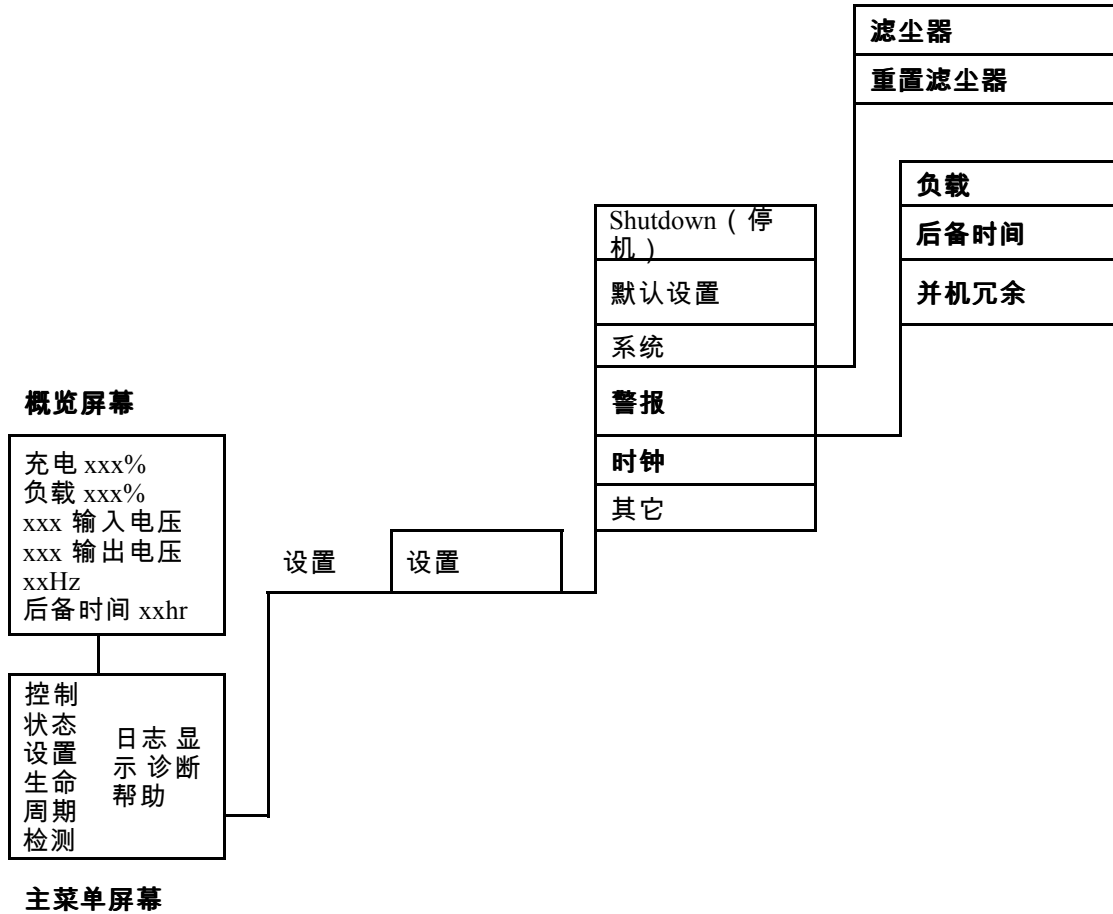 滤尘器
重置滤尘器
负载
后备时间
并机冗余
Shutdown ( 停
机 )
默认设置
系统
警报
时钟
其它
概览屏幕
充电 xxx%
负载 xxx%
xxx 输入电压
xxx 输出电压
xxHz
后备时间 xxhr
设置
设置
控制
状态
设置
生命
周期
检测
日志 显
示 诊断
帮助
主菜单屏幕